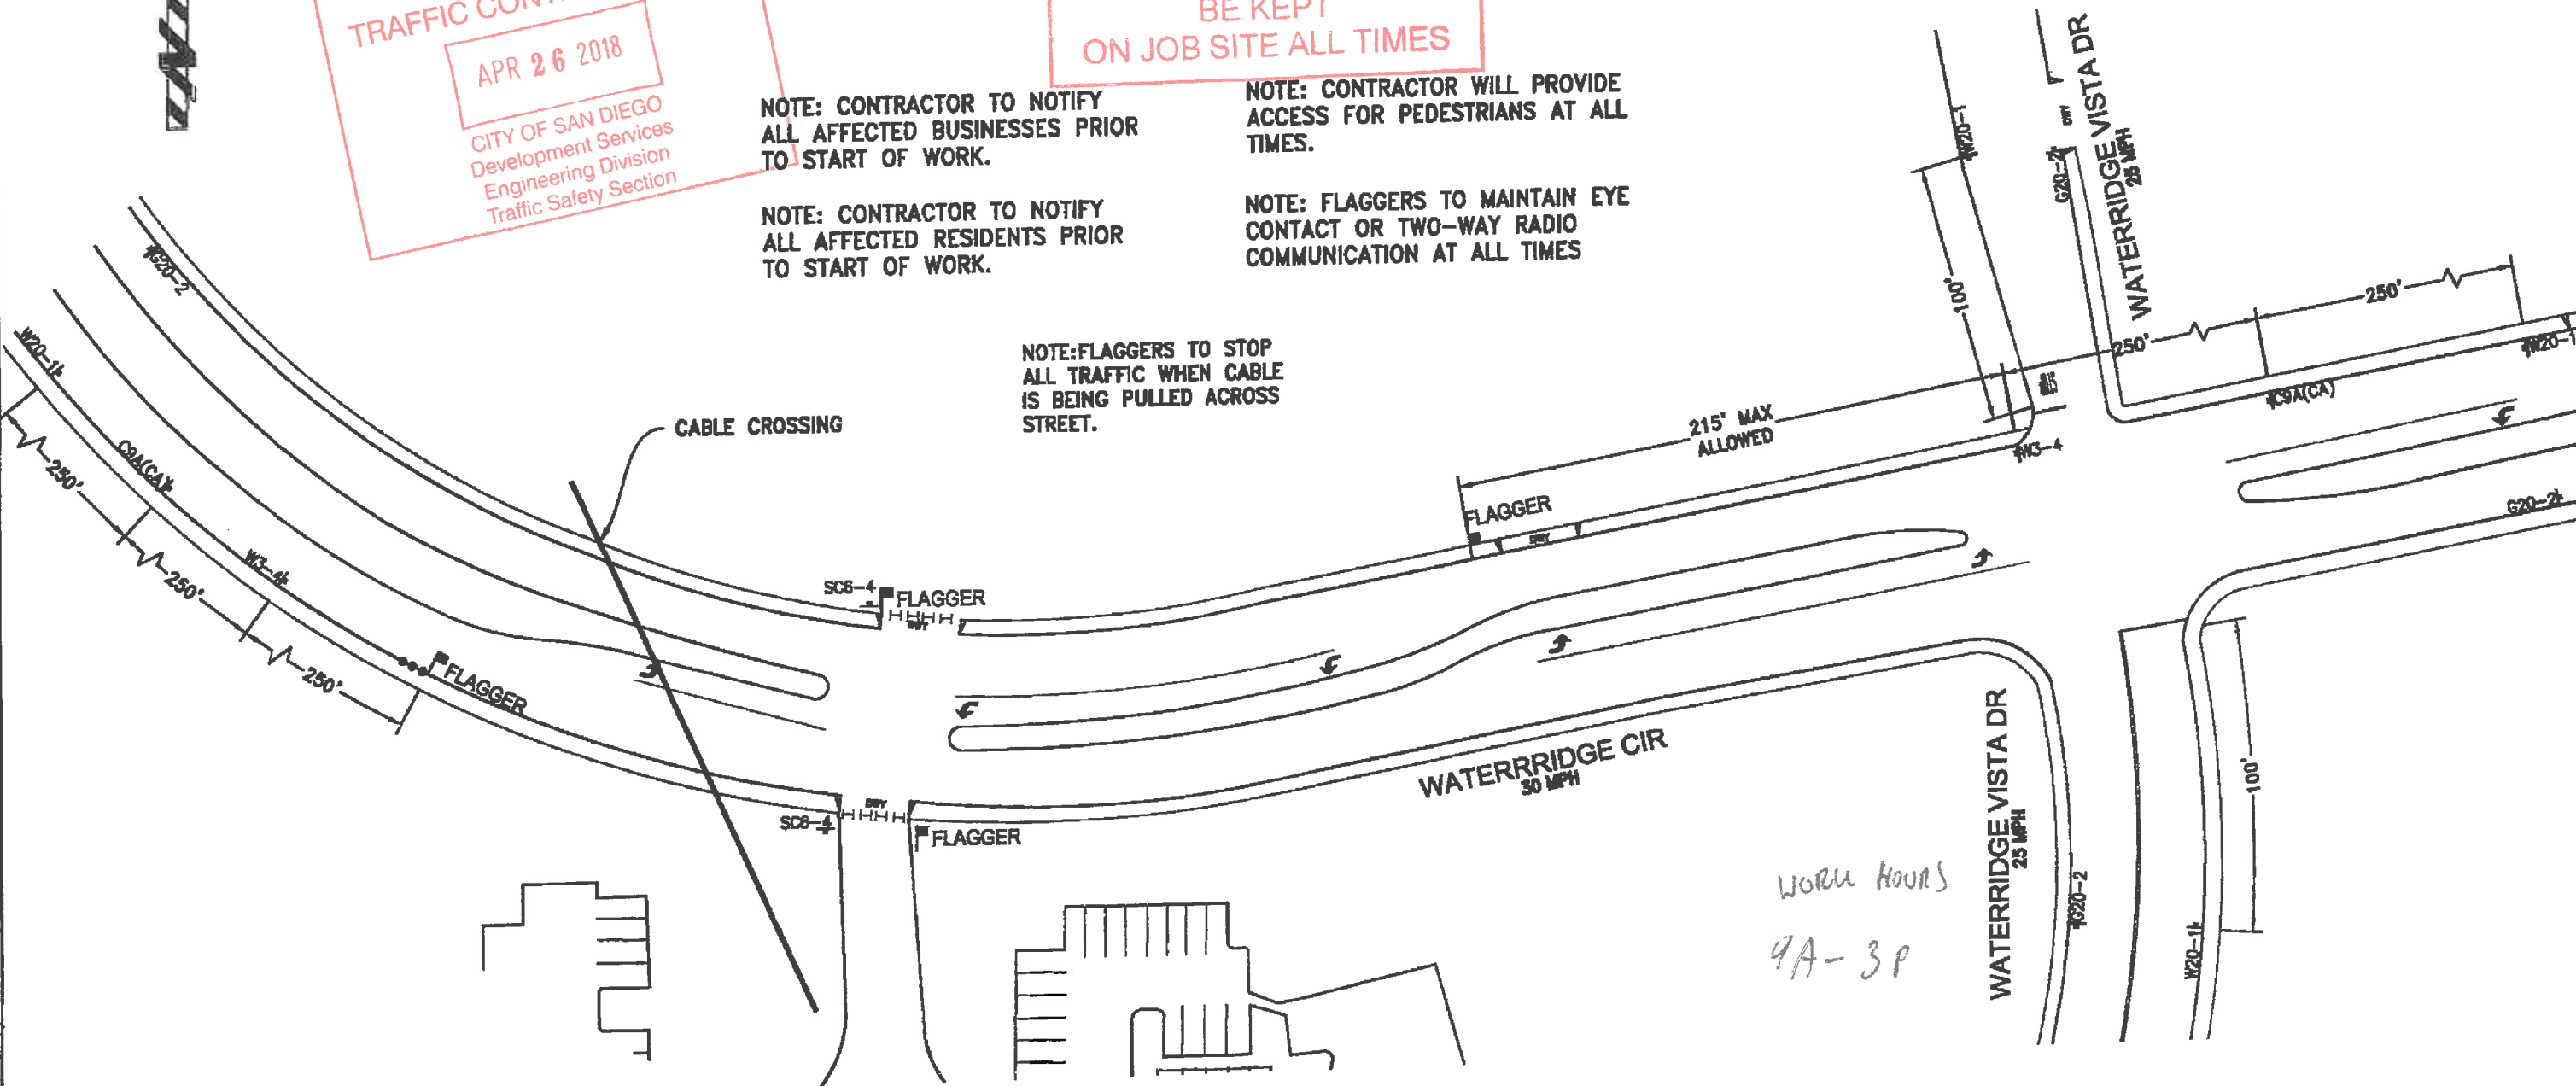 TRAFFIC CON
APR 26 2018
CITY OF SAN DIEGO
Development Services
Engineering Division
Traffic Safety Section
BE KEPT
ON JOB SITE ALL TIMES
NOTE: CONTRACTOR TO NOTIFY
ALL AFFECTED BUSINESSES PRIOR
TO START OF WORK.
NOTE: CONTRACTOR WILL PROVIDE
ACCESS FOR PEDESTRIANS AT ALL
TIMES.
NOTE: CONTRACTOR TO NOTIFY
ALL AFFECTED RESIDENTS PRIOR
TO START OF WORK.
NOTE: FLAGGERS TO MAINTAIN EYE
CONTACT OR TWO-WAY RADIO
COMMUNICATION AT ALL TIMES
NOTE:FLAGGERS TO STOP
ALL TRAFFIC WHEN CABLE
IS BEING PULLED ACROSS
STREET.
CABLE CROSSING
G20-2
W20-1
C9A(CA)
W3-4
250'
250'
250'
FLAGGER
SC6-4
FLAGGER
DWY
SC6-4
DWY
FLAGGER
FLAGGER
DWY
215' MAX
ALLOWED
100'
W20-1
G20-2
DWY
WATERRIDGE VISTA DR
25 MPH
250'
250'
W20-1
C9A(CA)
W3-4
G20-2
WATERRRIDGE CIR
30 MPH
WATERRIDGE VISTA DR
25 MPH
G20-2
W20-1
100'
WORK HOURS
9A - 3P